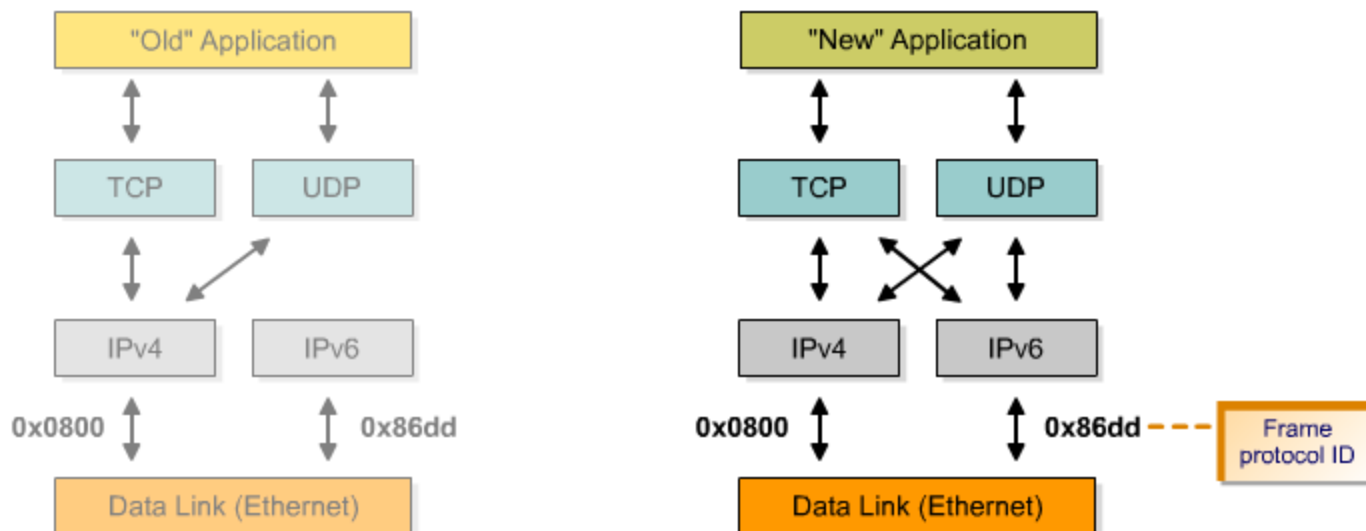 "Old" Application
"New" Application
TCP
UDP
TCP
UDP
IPv4
IPv6
IPv4
IPv6
0x0800
0x86dd
0x0800
0x86dd
Frame
protocol ID
Data Link (Ethernet)
Data Link (Ethernet)